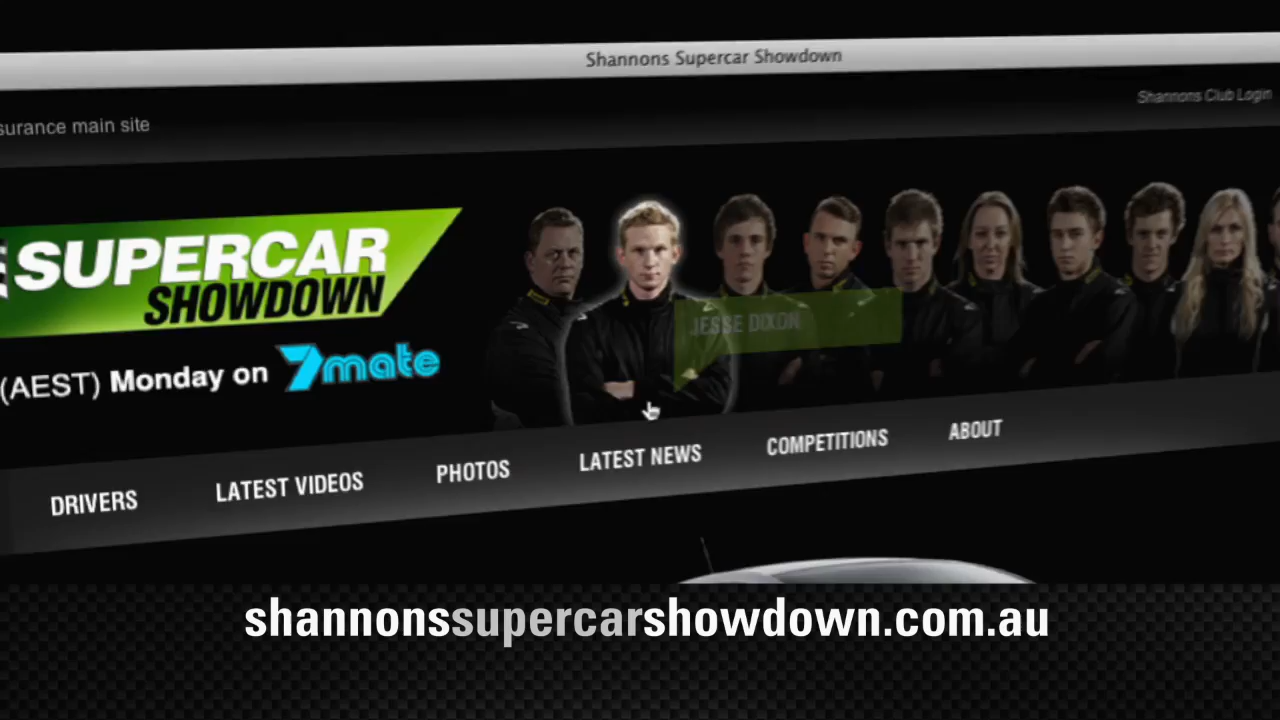 Shannons Supercar Showdown
surance main site
Shannons Club Login
SUPERCAR
SHOWDOWN
JESSE DIXON
(AEST) Monday on 7mate
DRIVERS
LATEST VIDEOS
PHOTOS
LATEST NEWS
COMPETITIONS
ABOUT
shannonssupercarshowdown.com.au